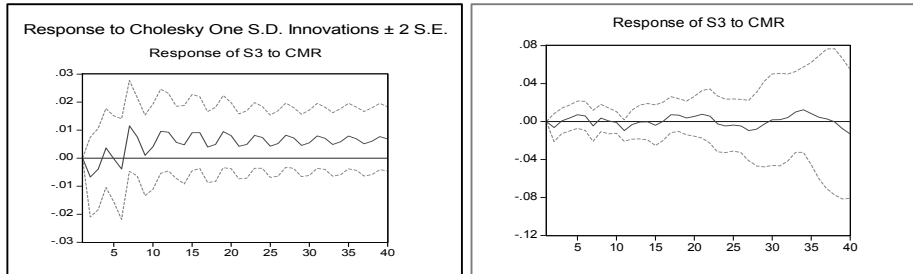 Response to Cholesky One S.D. Innovations ± 2 S.E.
Response of S3 to CMR
.03
.02
.01
.00
-.01
-.02
-.03
5 10 15 20 25 30 35 40
Response of S3 to CMR
.08
.04
.00
-.04
-.08
-.12
5 10 15 20 25 30 35 40